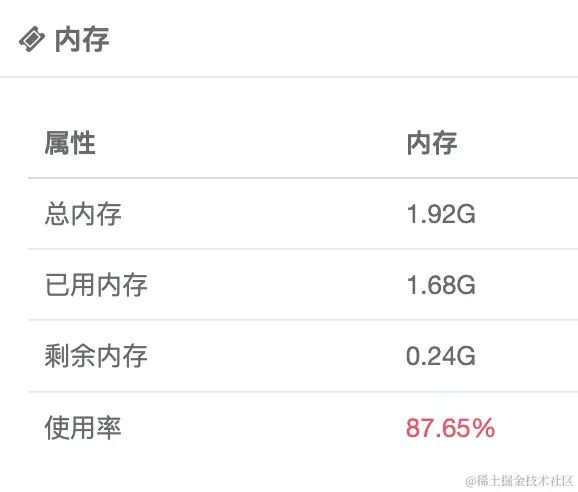 内存
属性 内存
总内存 1.92G
已用内存 1.68G
剩余内存 0.24G
使用率 87.65%
@稀土掘金技术社区